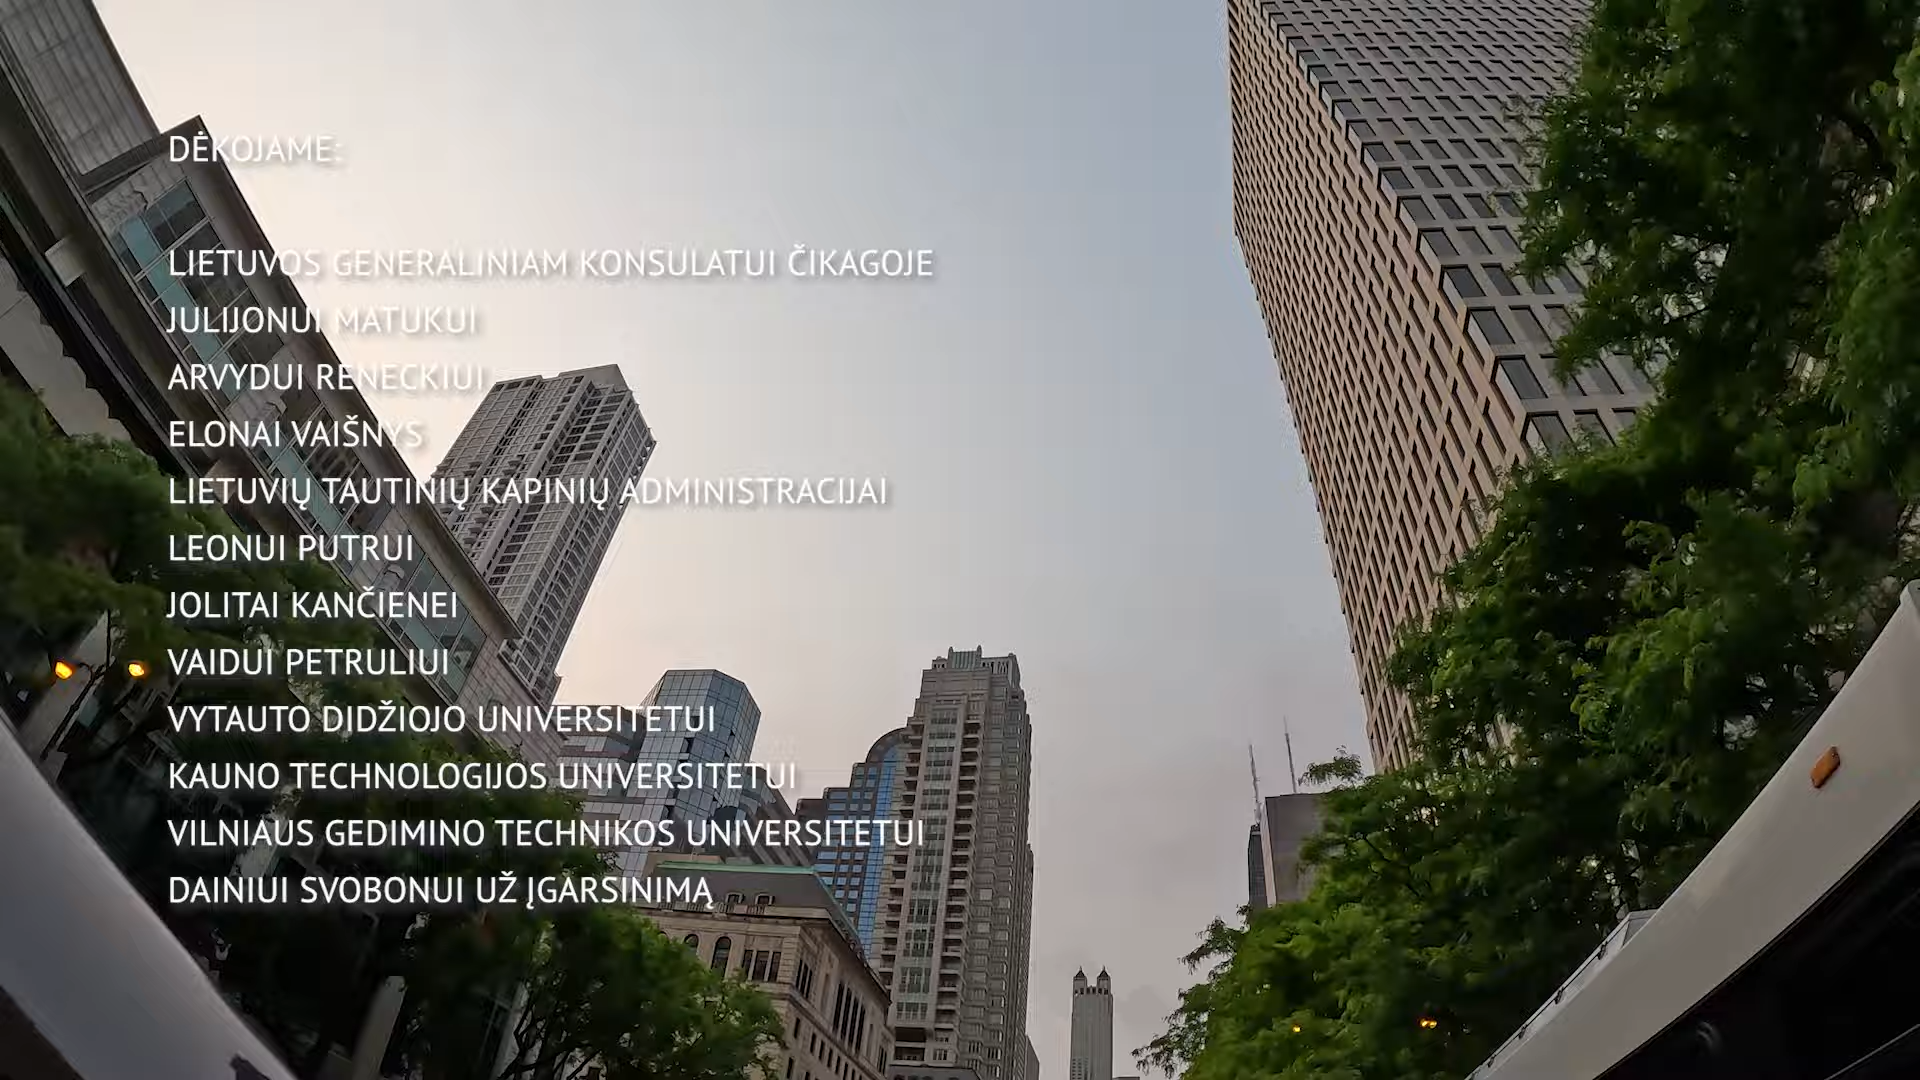 DĖKOJAME:
LIETUVOS GENERALINIAM KONSULATUI ČIKAGOJE
JULIJONUI MATUKUI
ARVYDUI RENECKIUI
ELONAI VAIŠNYS
LIETUVIŲ TAUTINIŲ KAPINIŲ ADMINISTRACIJAI
LEONUI PUTRUI
JOLITAI KANČIENEI
VAIDUI PETRULIUI
VYTAUTO DIDŽIOJO UNIVERSITETUI
KAUNO TECHNOLOGIJOS UNIVERSITETUI
VILNIAUS GEDIMINO TECHNIKOS UNIVERSITETUI
DAINIUI SVOBONUI UŽ ĮGARSINIMĄ